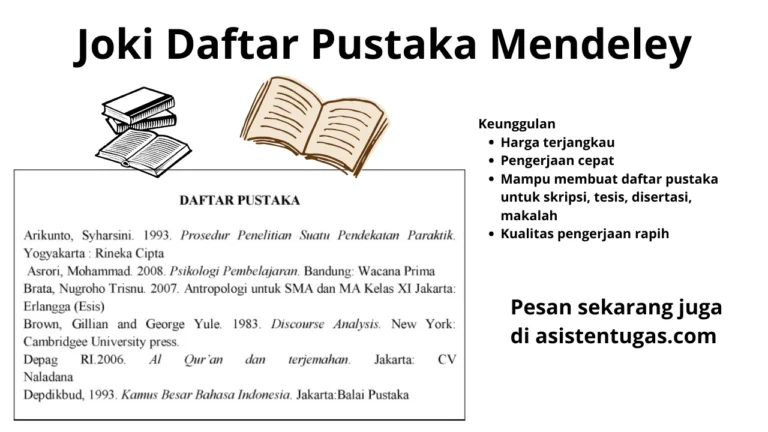 Joki Daftar Pustaka Mendeley
DAFTAR PUSTAKA
Arikunto, Syharsini. 1993. Prosedur Penelitian Suatu Pendekatan Paraktik.
Yogyakarta : Rineka Cipta
Asrori, Mohammad. 2008. Psikologi Pembelajaran. Bandung: Wacana Prima
Brata, Nugroho Trisnu. 2007. Antropologi untuk SMA dan MA Kelas XI Jakarta:
Erlangga (Esis)
Brown, Gillian and George Yule. 1983. Discourse Analysis. New York:
Cambridgee University press.
Depag RI.2006. Al Qur'an dan terjemahan. Jakarta: CV
Naladana
Depdikbud, 1993. Kamus Besar Bahasa Indonesia. Jakarta:Balai Pustaka
Keunggulan
• Harga terjangkau
• Pengerjaan cepat
• Mampu membuat daftar pustaka
untuk skripsi, tesis, disertasi,
makalah
• Kualitas pengerjaan rapih
Pesan sekarang juga
di asistentugas.com